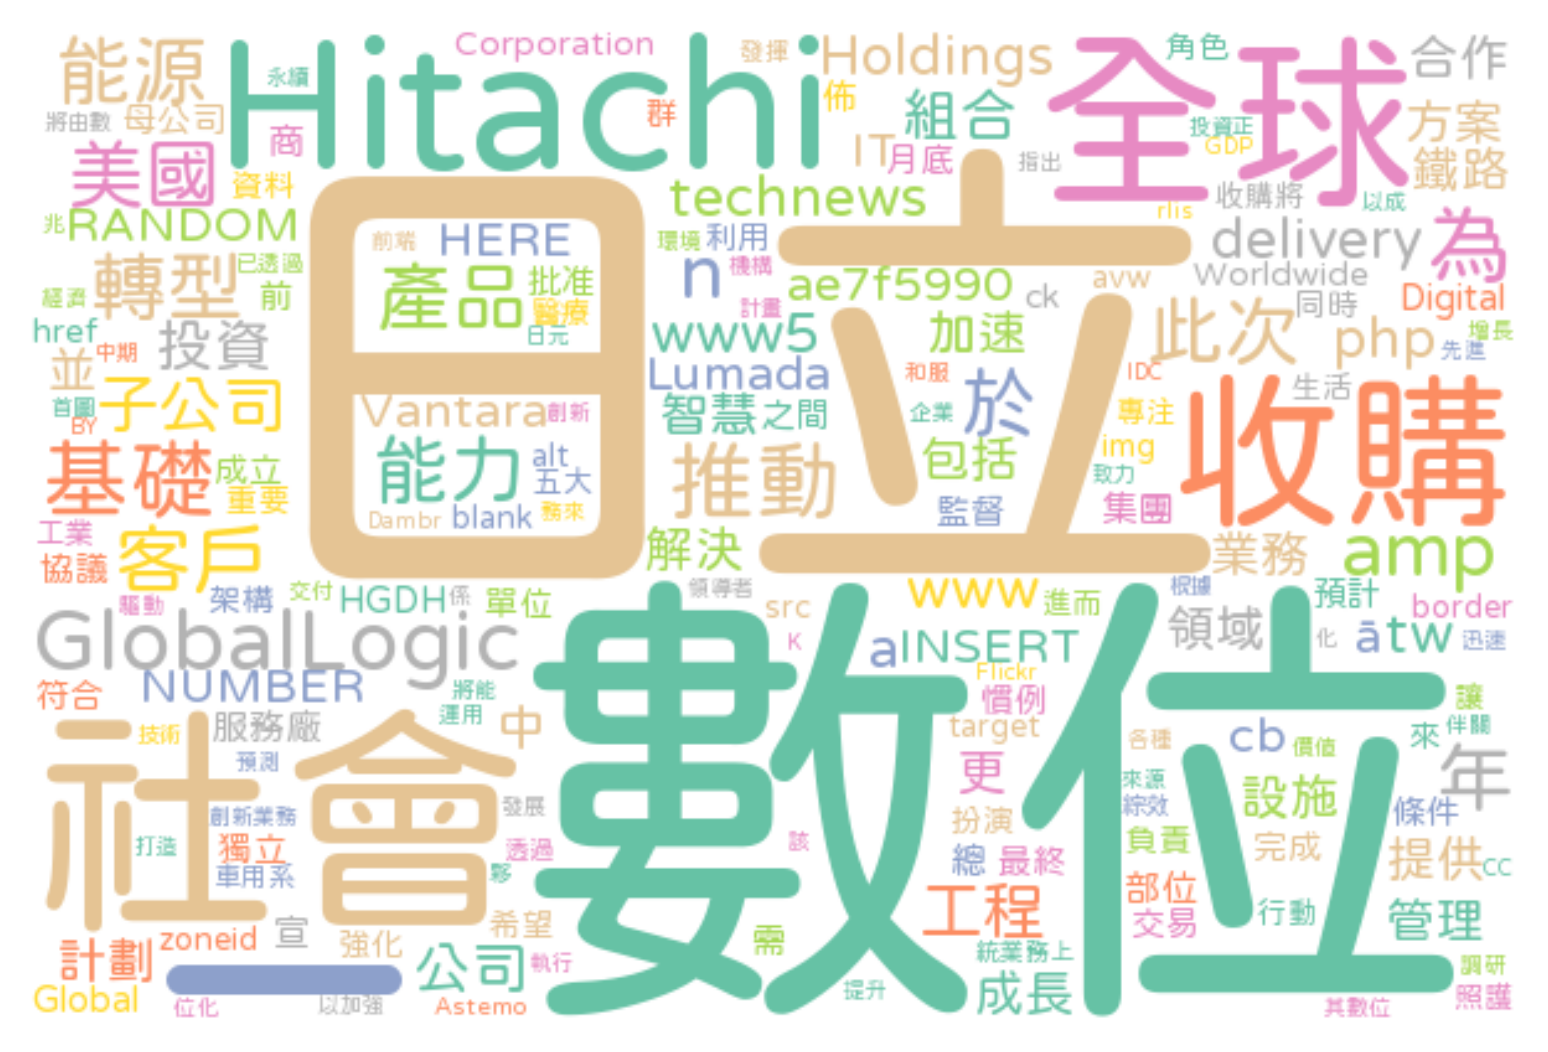 能源
Hitachi
永續
Corporation
發揮
Holdings
全球
角色
合作
將由數
母公司
商
群
佈
組合
IT
月底
指出
投資正
GDP
方案
鐵路
美國
資料
technews
收購將
以成
rlis
兆
RANDOM
日立
前端
HERE
環境
利用
delivery
為
轉型
已透過
產品
批准
n
機構
ae7f5990
ck
avw
Worldwide
同時
Digital
經濟
前
醫療
日元
計畫
href
投資
www5
加速
此次
php
增長
先進
並
中期
Lumada
和服
於
IDC
生活
收購
首圖
子公司
BY
Vantara
創新
智慧
之間
企業
專注
基礎
成立
能力
alt
五大
推動
包括
img
致力
重要
Dambr
blank
務來
監督
集團
工業
客戶
協議
解決
業務
amp
驅動
架構
交付
HGDH
係
單位
領導者
src
www
進而
根據
預計
border
GlobalLogic
數位
K
a
INSERT
領域
化
ā
tw
迅速
NUMBER
符合
將能
運用
Flickr
慣例
讓
社會
技術
服務廠
中
target
cb
價值
各種
來
伴關
預測
更
年
來源
綜效
設施
創新業務
發展
扮演
條件
打造
獨立
透過
該
總
最終
負責
完成
提供
cc
車用系
夥
部位
工程
交易
行動
管理
計劃
zoneid
宣
強化
希望
需
統業務上
公司
執行
調研
Global
一
位化
以加強
Astemo
提升
成長
其數位
照護